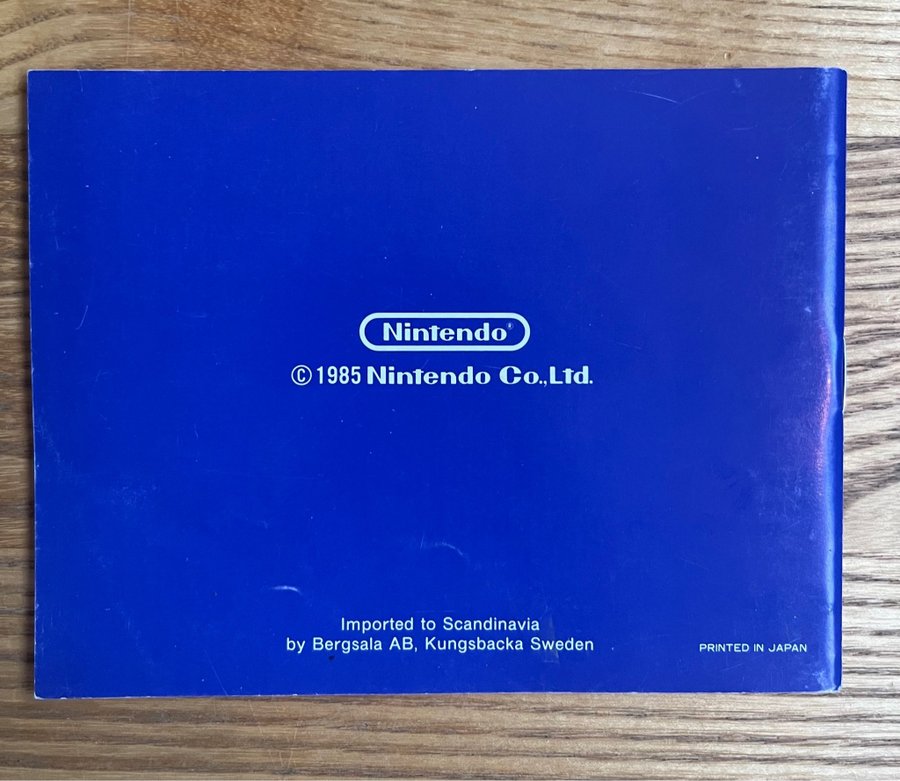 Nintendo®
© 1985 Nintendo Co.,Ltd.
Imported to Scandinavia
by Bergsala AB, Kungsbacka Sweden
PRINTED IN JAPAN